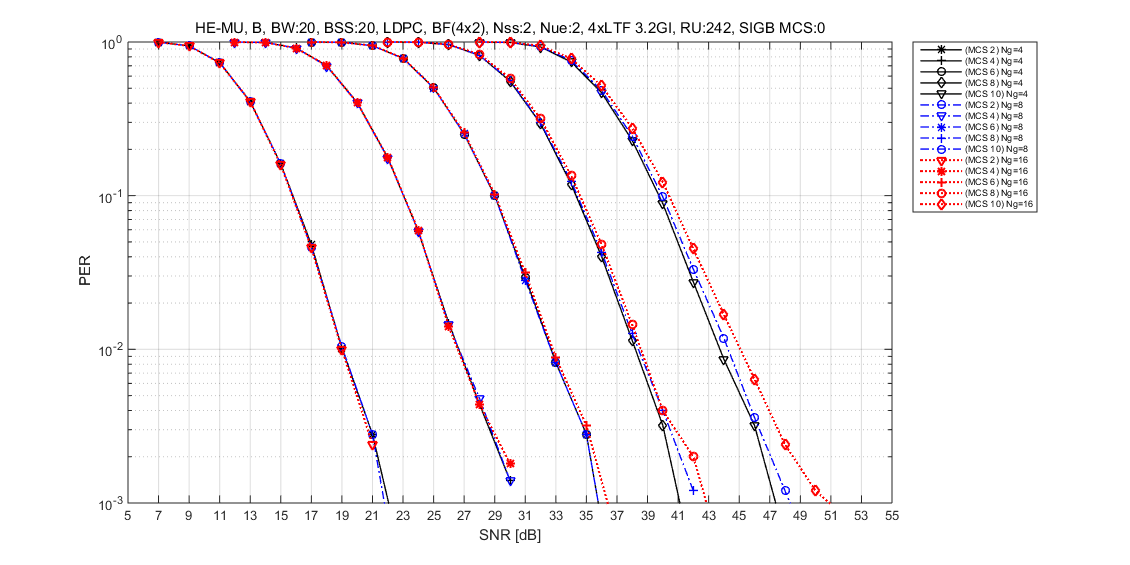 HE-MU, B, BW:20, BSS:20, LDPC, BF(4x2), Nss:2, Nue:2, 4xLTF 3.2GI, RU:242, SIGB MCS:0
10^0
10^-1
10^-2
10^-3
PER
5 7 9 11 13 15 17 19 21 23 25 27 29 31 33 35 37 39 41 43 45 47 49 51 53 55
SNR [dB]
(MCS 2) Ng=4
(MCS 4) Ng=4
(MCS 6) Ng=4
(MCS 8) Ng=4
(MCS 10) Ng=4
(MCS 2) Ng=8
(MCS 4) Ng=8
(MCS 6) Ng=8
(MCS 8) Ng=8
(MCS 10) Ng=8
(MCS 2) Ng=16
(MCS 4) Ng=16
(MCS 6) Ng=16
(MCS 8) Ng=16
(MCS 10) Ng=16